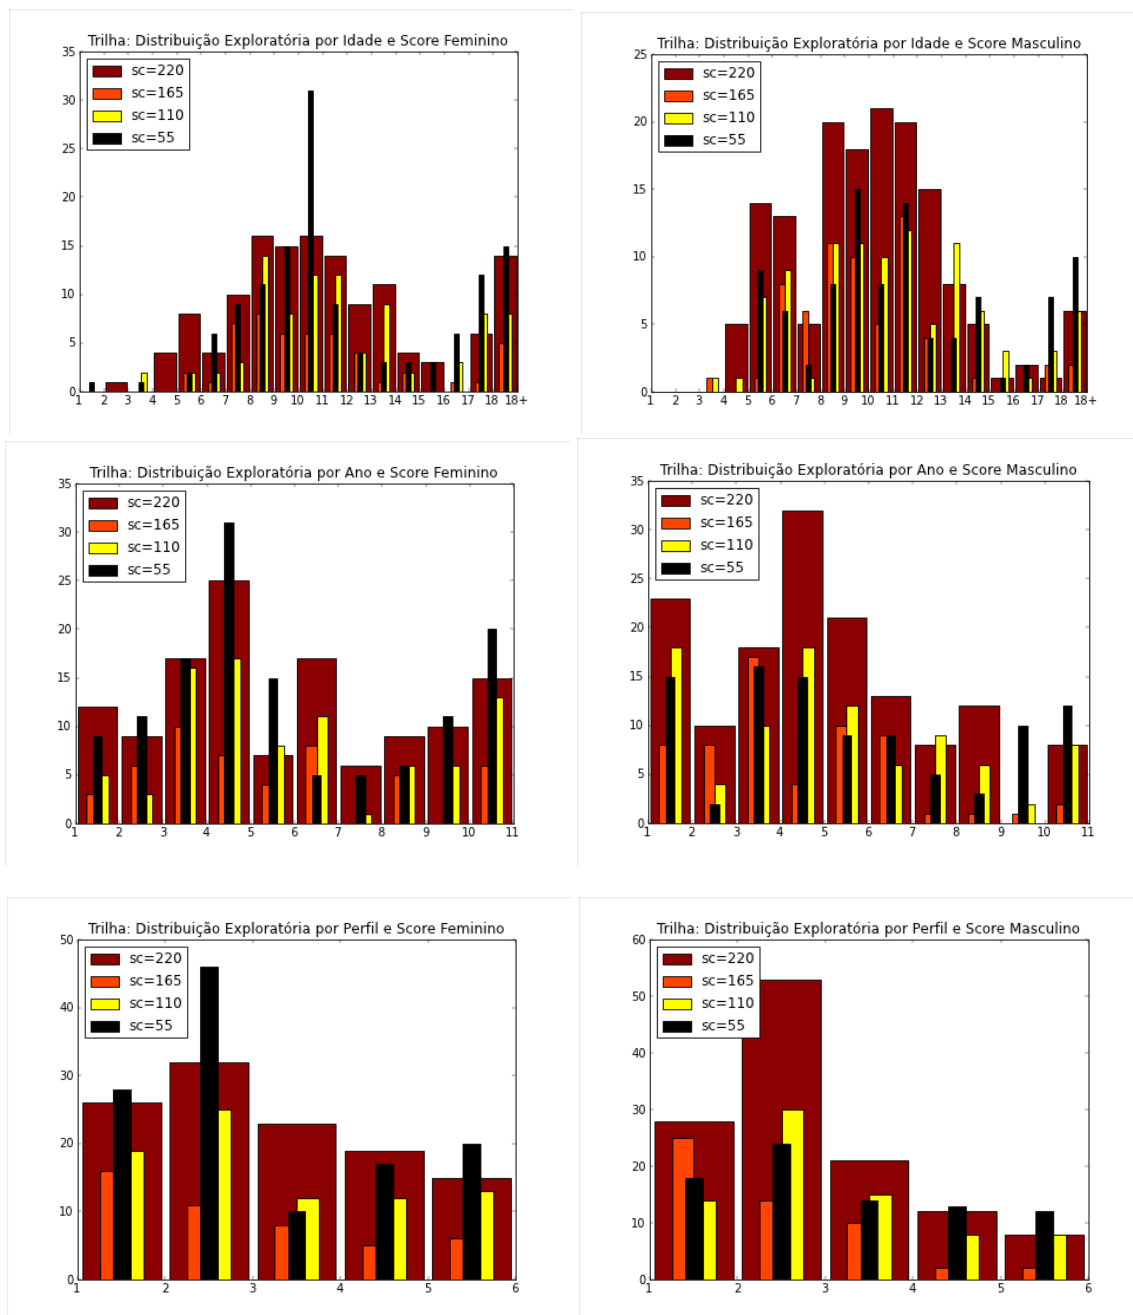 Trilha: Distribuição Exploratória por Idade e Score Feminino
35
30
25
20
15
10
5
0
sc=220
sc=165
sc=110
sc=55
1 2 3 4 5 6 7 8 9 10 11 12 13 14 15 16 17 18 18+
Trilha: Distribuição Exploratória por Idade e Score Masculino
25
20
15
10
5
0
sc=220
sc=165
sc=110
sc=55
1 2 3 4 5 6 7 8 9 10 11 12 13 14 15 16 17 18 18+
Trilha: Distribuição Exploratória por Ano e Score Feminino
35
30
25
20
15
10
5
0
sc=220
sc=165
sc=110
sc=55
1 2 3 4 5 6 7 8 9 10 11
Trilha: Distribuição Exploratória por Ano e Score Masculino
35
30
25
20
15
10
5
0
sc=220
sc=165
sc=110
sc=55
1 2 3 4 5 6 7 8 9 10 11
Trilha: Distribuição Exploratória por Perfil e Score Feminino
50
40
30
20
10
0
sc=220
sc=165
sc=110
sc=55
1 2 3 4 5 6
Trilha: Distribuição Exploratória por Perfil e Score Masculino
60
50
40
30
20
10
0
sc=220
sc=165
sc=110
sc=55
1 2 3 4 5 6